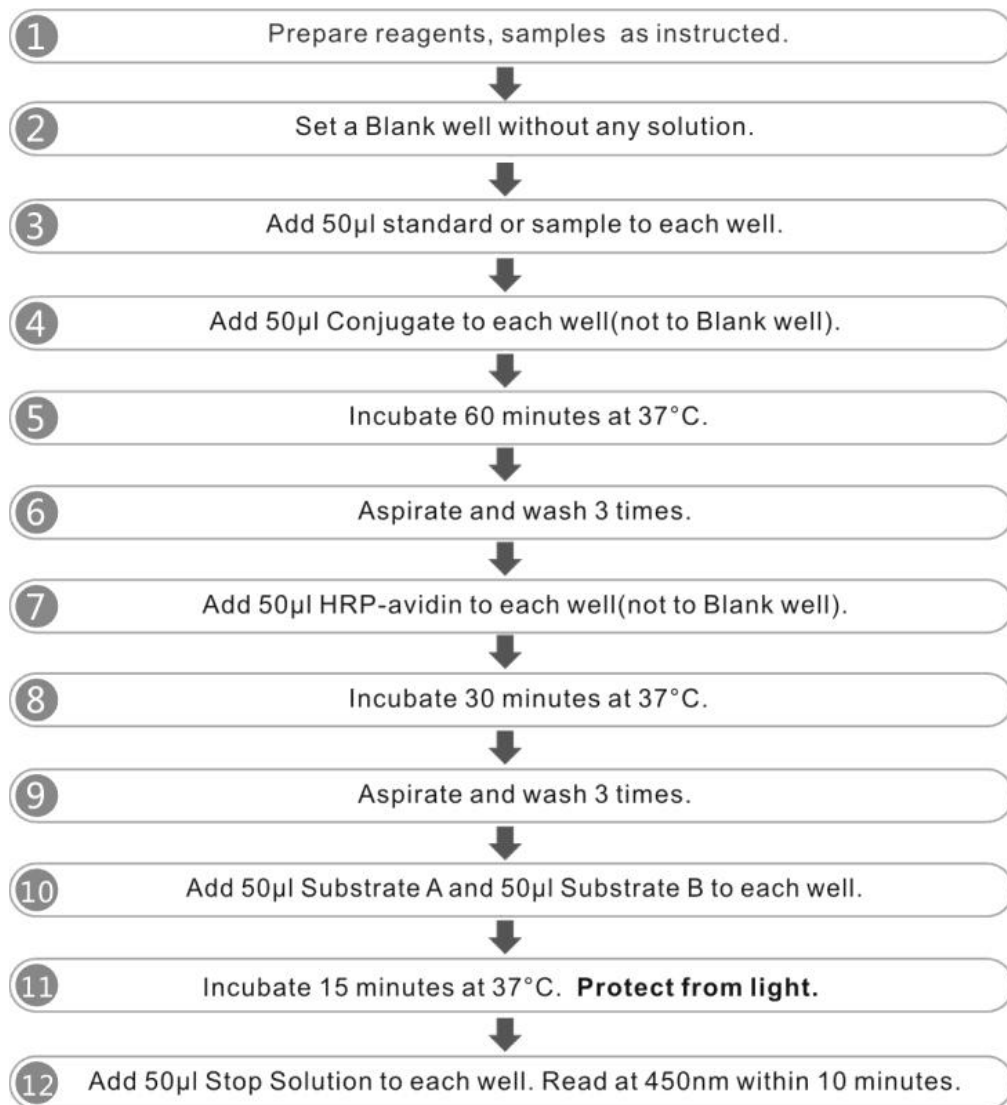 1 Prepare reagents, samples as instructed.
2 Set a Blank well without any solution.
3 Add 50µl standard or sample to each well.
4 Add 50µl Conjugate to each well(not to Blank well).
5 Incubate 60 minutes at 37°C.
6 Aspirate and wash 3 times.
7 Add 50µl HRP-avidin to each well(not to Blank well).
8 Incubate 30 minutes at 37°C.
9 Aspirate and wash 3 times.
10 Add 50µl Substrate A and 50µl Substrate B to each well.
11 Incubate 15 minutes at 37°C. Protect from light.
12 Add 50µl Stop Solution to each well. Read at 450nm within 10 minutes.